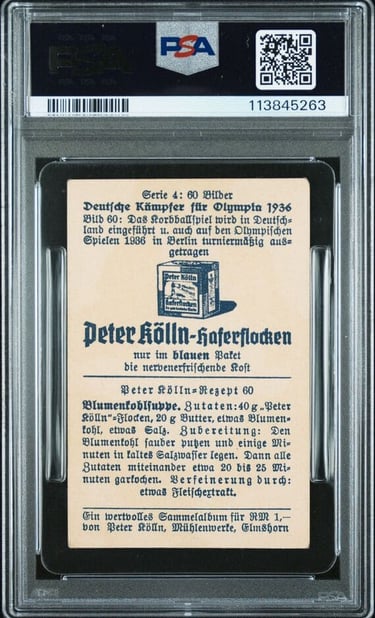 PSA
113845263
Serie 4: 60 Bilder
Deutsche Kämpfer für Olympia 1936
Bild 60: Das Korbballspiel wird in Deutsch-
land eingeführt u. auch auf den Olympischen
Spielen 1936 in Berlin turniermäßig aus-
getragen
Peter Kölln
Haferflocken
Peter Kölln-Haferflocken
nur im blauen Paket
die nervenerfrischende Kost
Peter Kölln-Rezept 60
Blumenkohlsuppe. Zutaten: 40 g „Peter
Kölln"-Flocken, 20 g Butter, etwas Blumen-
kohl, etwas Salz. Zubereitung: Den
Blumenkohl sauber putzen und einige Mi-
nuten in kaltes Salzwasser legen. Dann alle
Zutaten miteinander etwa 20 bis 25 Mi-
nuten garkochen. Verfeinerung durch:
etwas Fleischextrakt.
Ein wertvolles Sammelalbum für RM 1,—
von Peter Kölln, Mühlenwerke, Elmshorn